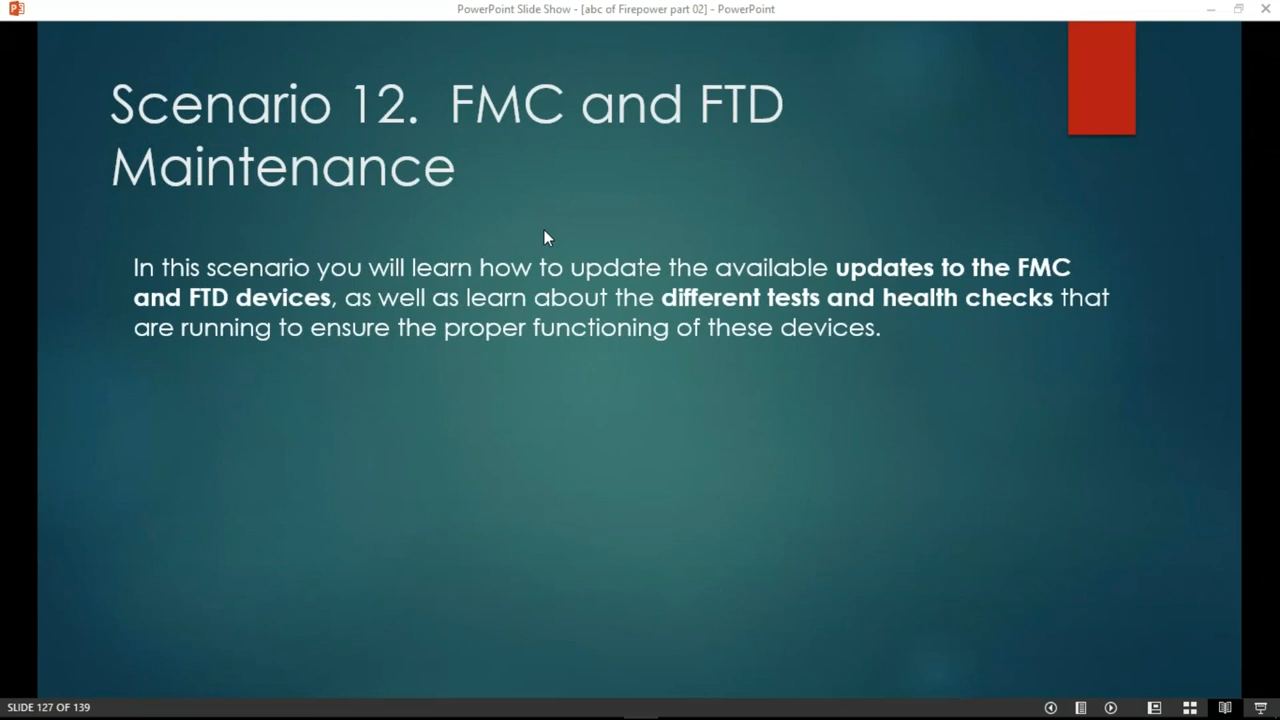 PowerPoint Slide Show - [abc of Firepower part 02] - PowerPoint
Scenario 12. FMC and FTD
Maintenance
In this scenario you will learn how to update the available updates to the FMC
and FTD devices, as well as learn about the different tests and health checks that
are running to ensure the proper functioning of these devices.
SLIDE 127 OF 139